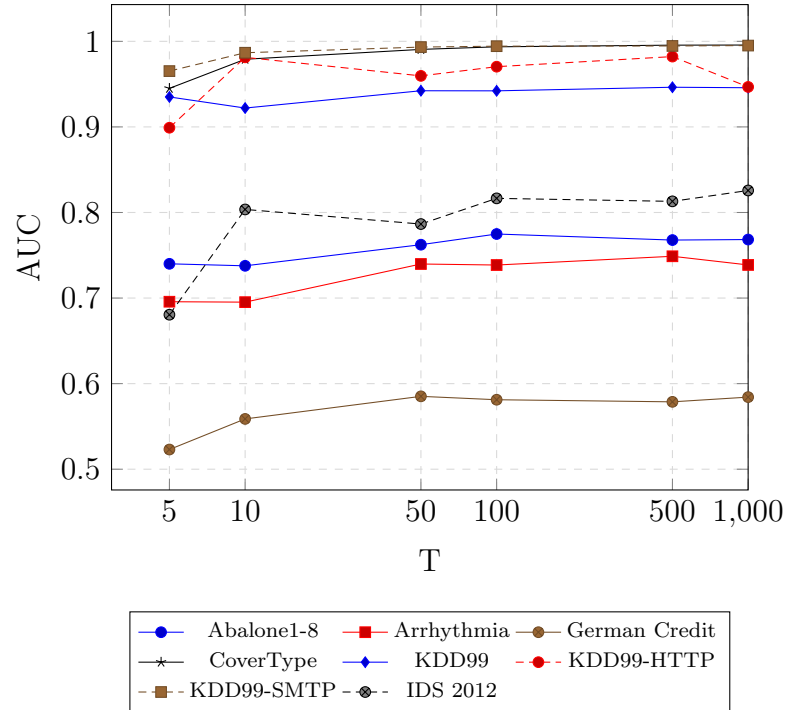 1
0.9
0.8
0.7
0.6
0.5
AUC
5 10 50 100 500 1,000
T
Abalone1-8 Arrhythmia German Credit
CoverType KDD99 KDD99-HTTP
KDD99-SMTP IDS 2012